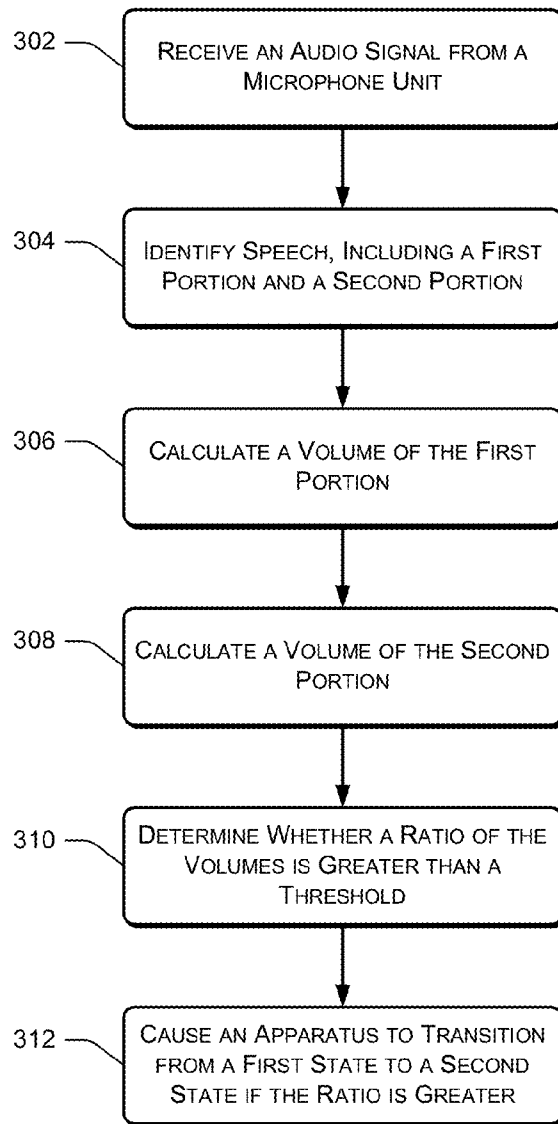 302
RECEIVE AN AUDIO SIGNAL FROM A
MICROPHONE UNIT
304
IDENTIFY SPEECH, INCLUDING A FIRST
PORTION AND A SECOND PORTION
306
CALCULATE A VOLUME OF THE FIRST
PORTION
308
CALCULATE A VOLUME OF THE SECOND
PORTION
310
DETERMINE WHETHER A RATIO OF THE
VOLUMES IS GREATER THAN A
THRESHOLD
312
CAUSE AN APPARATUS TO TRANSITION
FROM A FIRST STATE TO A SECOND
STATE IF THE RATIO IS GREATER